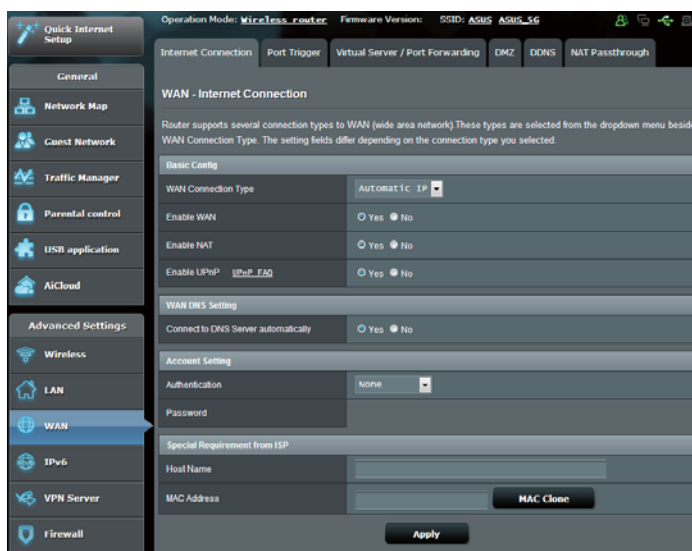 Operation Mode: Wireless router Firmware Version: SSID: ASUS ASUS_5G
Quick Internet Setup
General
Network Map
Guest Network
Traffic Manager
Parental control
USB application
AiCloud
Advanced Settings
Wireless
LAN
WAN
IPv6
VPN Server
Firewall
Internet Connection Port Trigger Virtual Server / Port Forwarding DMZ DDNS NAT Passthrough
WAN - Internet Connection
Router supports several connection types to WAN (wide area network).These types are selected from the dropdown menu beside
WAN Connection Type. The setting fields differ depending on the connection type you selected.
Basic Config
WAN Connection Type Automatic IP
Enable WAN Yes No
Enable NAT Yes No
Enable UPnP UPnP FAQ Yes No
WAN DNS Setting
Connect to DNS Server automatically Yes No
Account Setting
Authentication None
Password
Special Requirement from ISP
Host Name
MAC Address MAC Clone
Apply